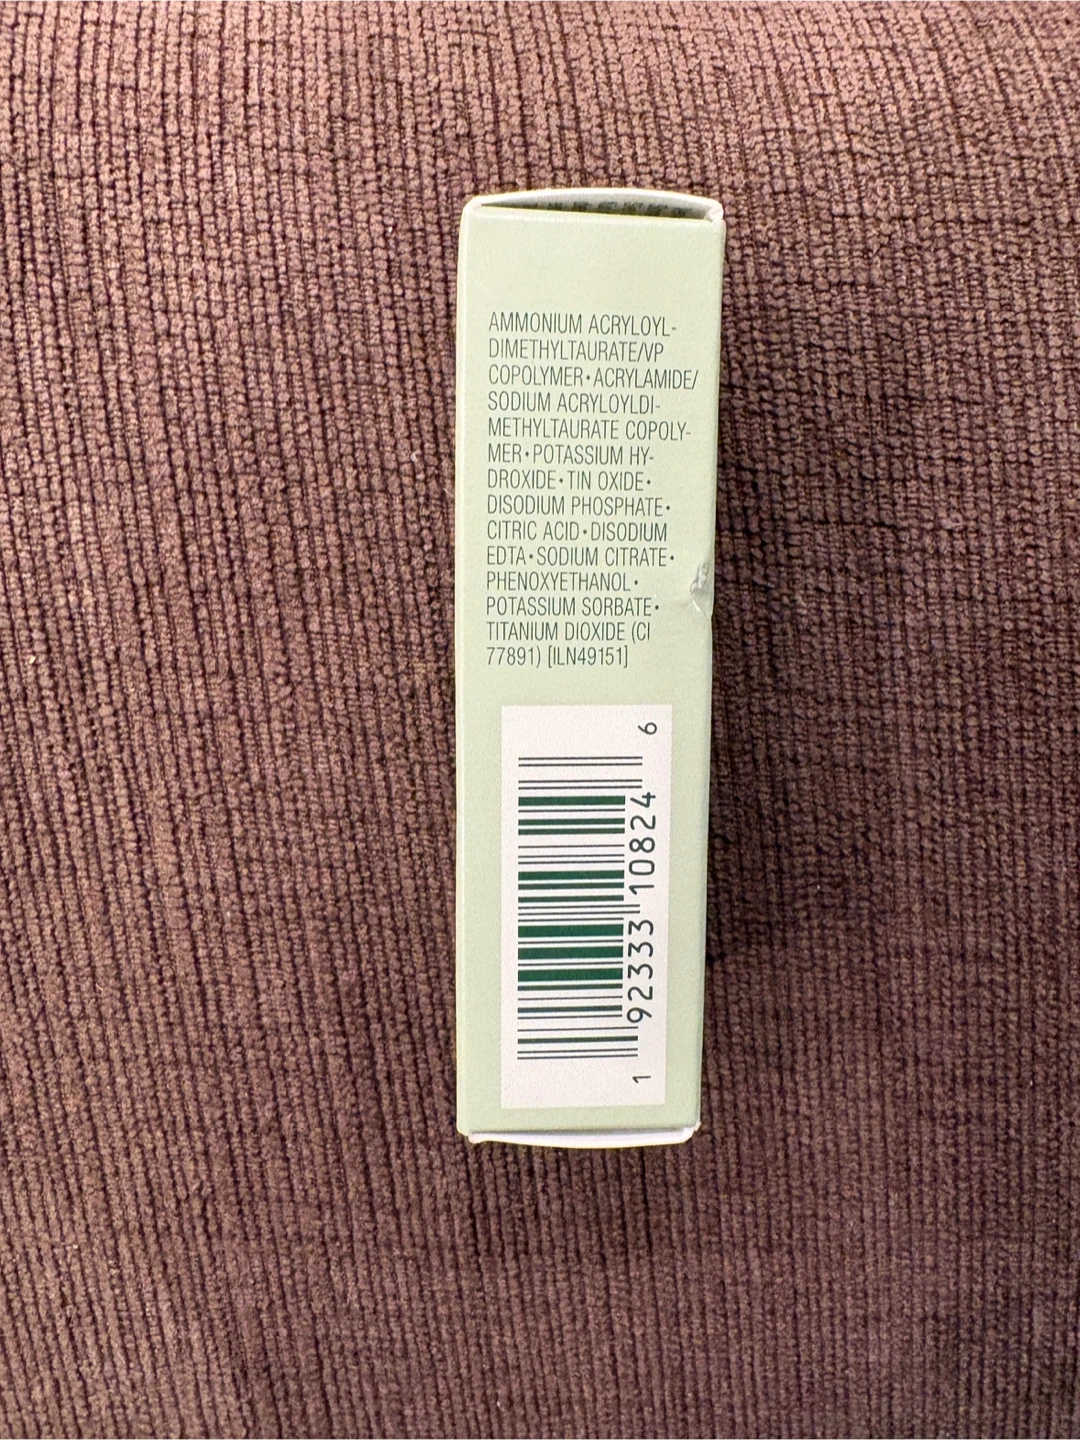 AMMONIUM ACRYLOYL-
DIMETHYLTAURATE/VP
COPOLYMER•ACRYLAMIDE/
SODIUM ACRYLOYLDI-
METHYLTAURATE COPOLY-
MER•POTASSIUM HY-
DROXIDE•TIN OXIDE•
DISODIUM PHOSPHATE•
CITRIC ACID•DISODIUM
EDTA•SODIUM CITRATE•
PHENOXYETHANOL•
POTASSIUM SORBATE•
TITANIUM DIOXIDE (CI
77891) [ILN49151]
1 92333 10824 6